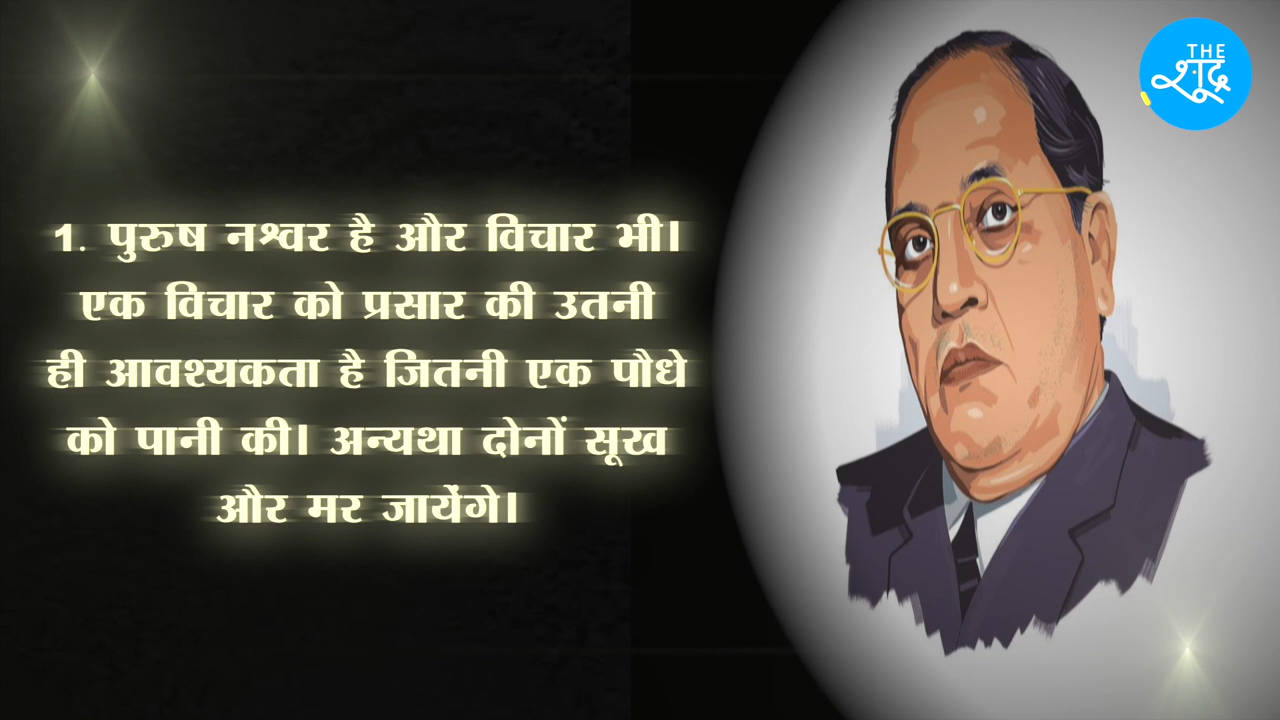 THE
शूद्र
1. पुरुष नश्वर है और विचार भी।
एक विचार को प्रसार की उतनी
ही आवश्यकता है जितनी एक पौधे
को पानी की। अन्यथा दोनों सूख
और मर जायेंगे।